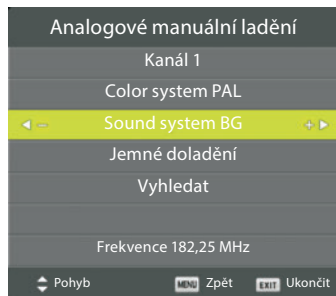 Analogové manuální ladění
Kanál 1
Color system PAL
Sound system BG
Jemné doladění
Vyhledat
Frekvence 182,25 MHz
Pohyb MENU Zpět EXIT Ukončit